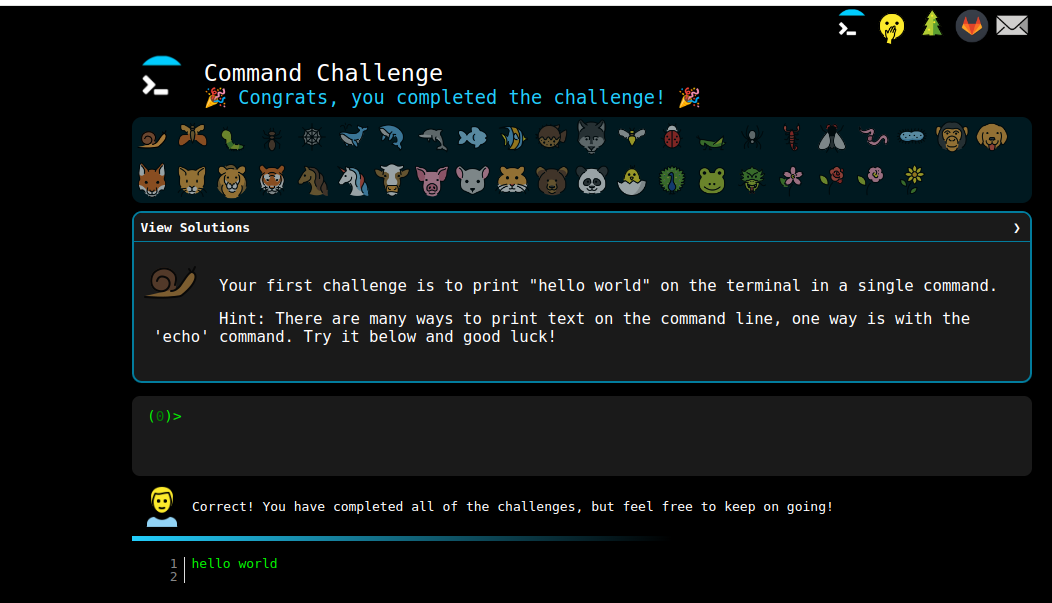 Command Challenge
🎉 Congrats, you completed the challenge! 🎉
View Solutions ❯
Your first challenge is to print "hello world" on the terminal in a single command.
Hint: There are many ways to print text on the command line, one way is with the
'echo' command. Try it below and good luck!
(0)>
Correct! You have completed all of the challenges, but feel free to keep on going!
1 hello world
2